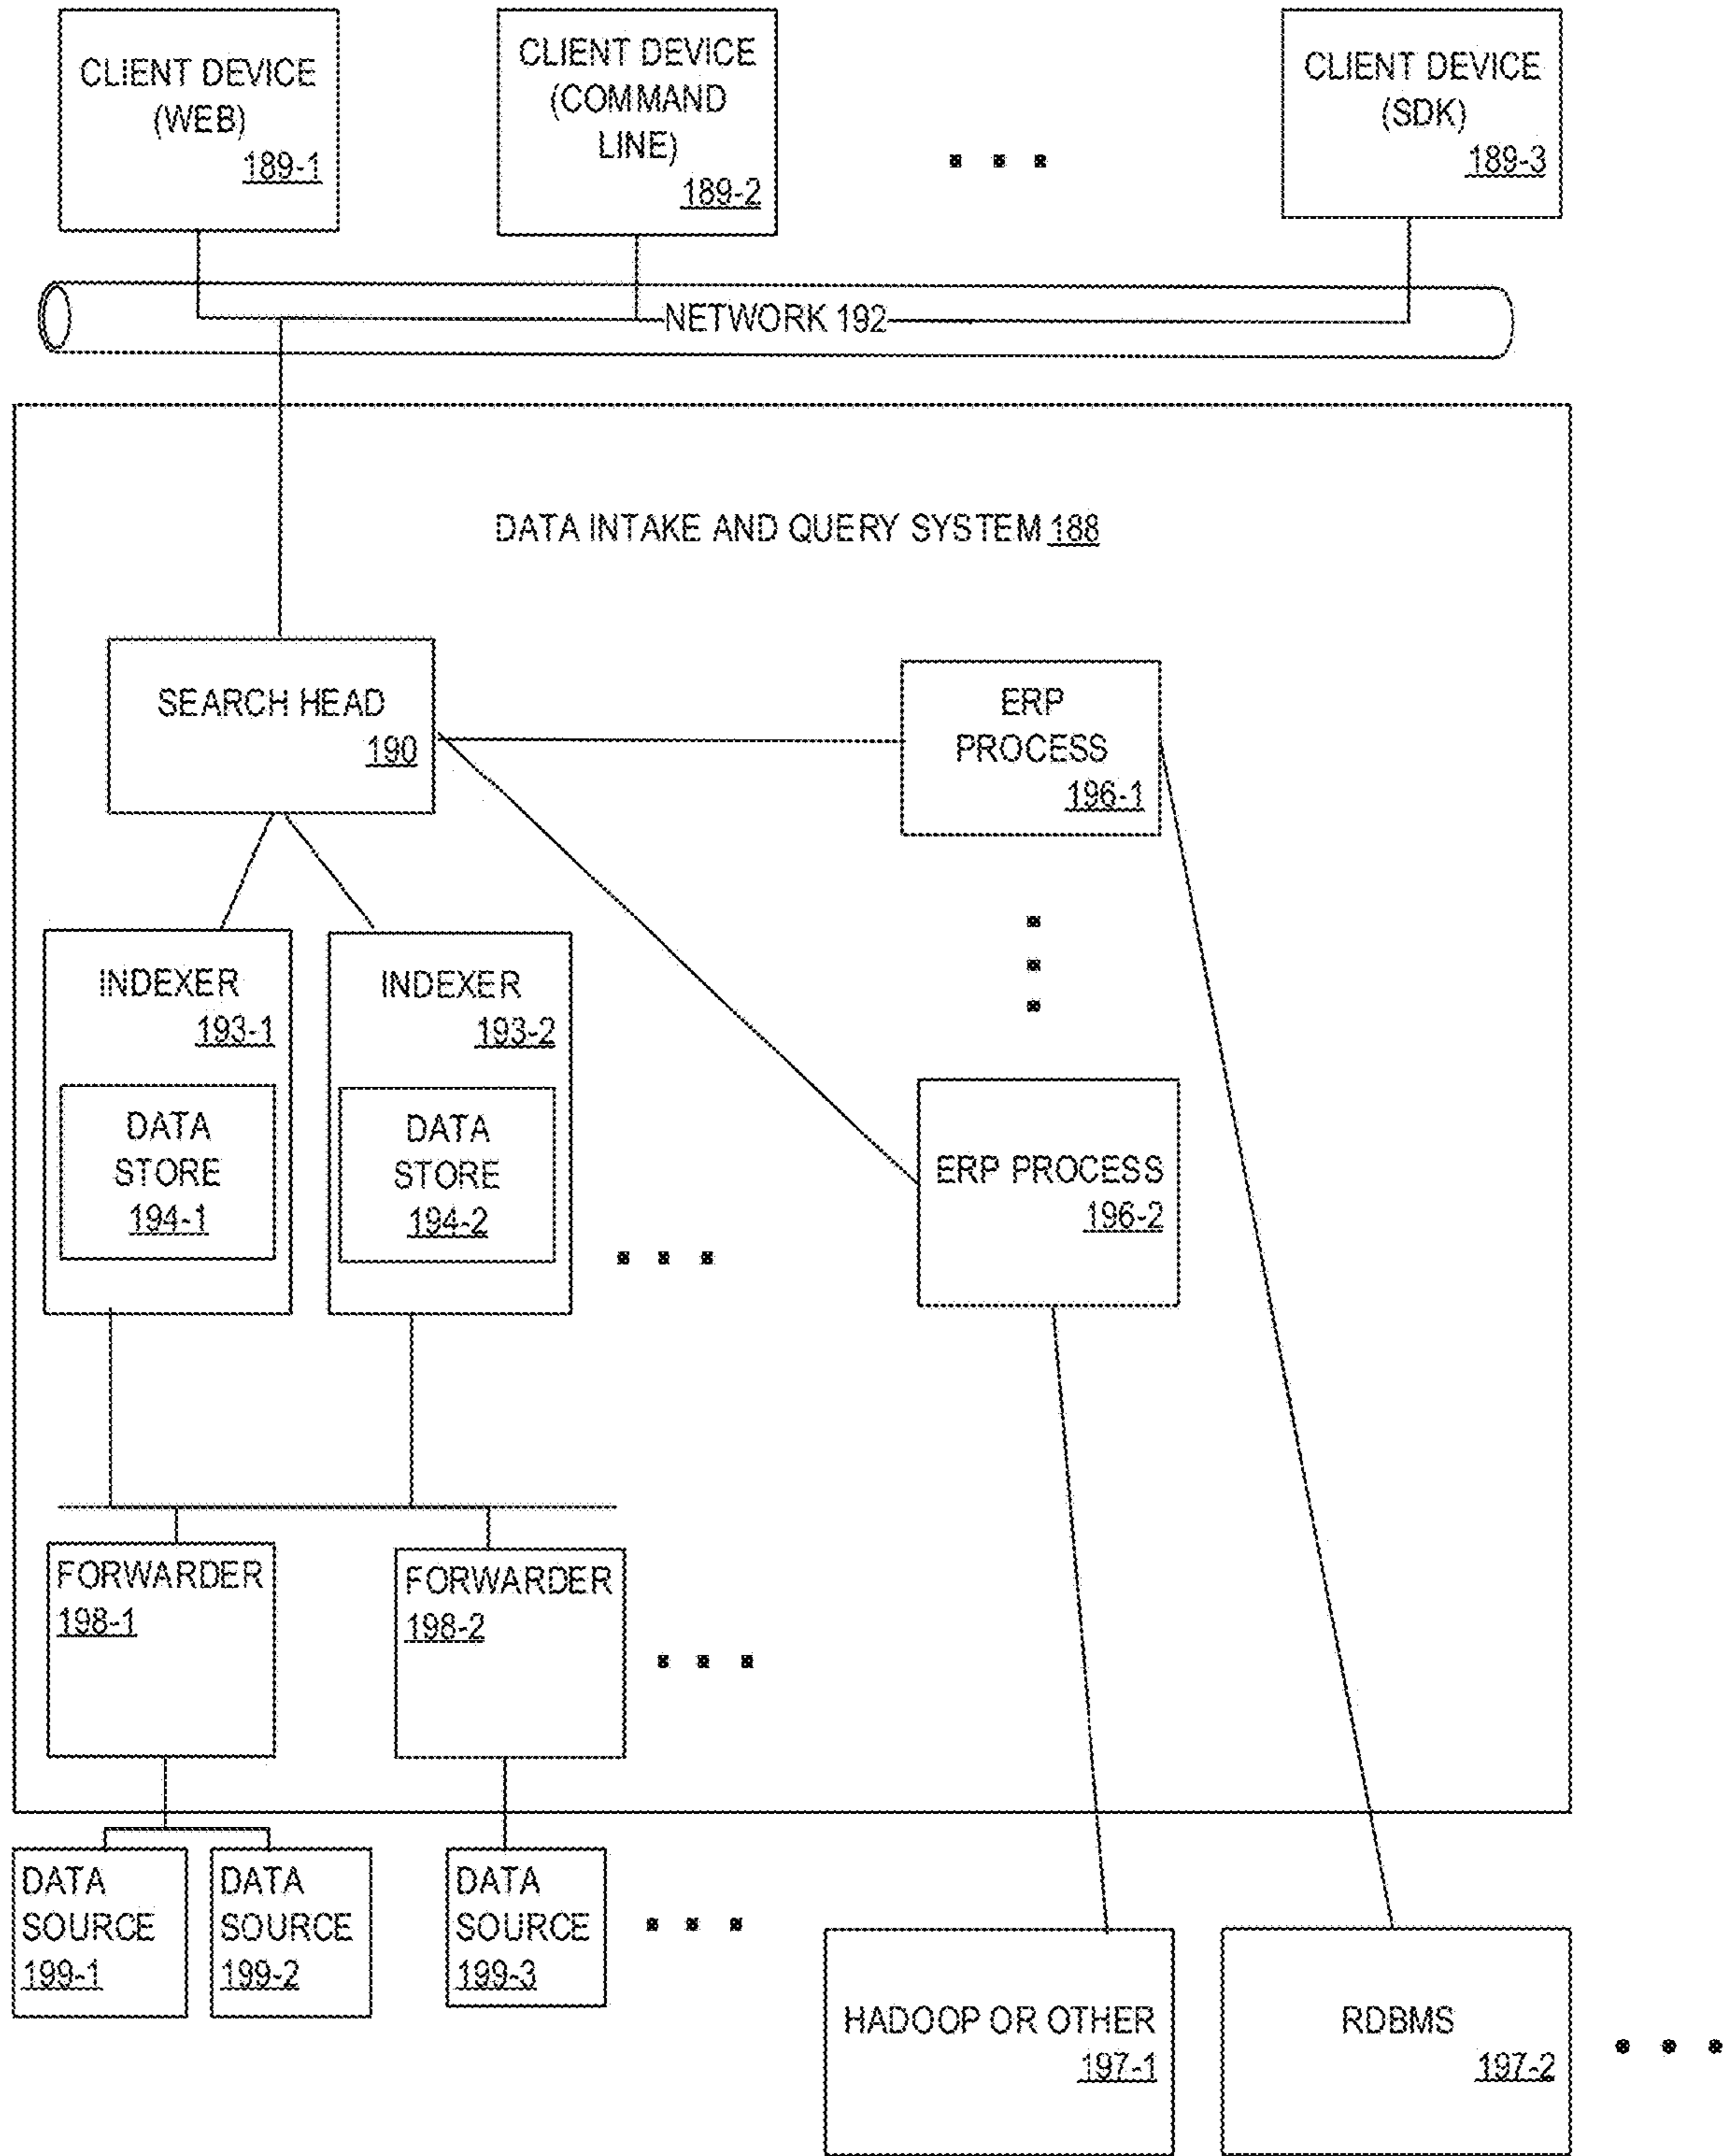 CLIENT DEVICE
(WEB)
189-1
CLIENT DEVICE
(COMMAND
LINE)
189-2
CLIENT DEVICE
(SDK)
189-3
NETWORK 192
DATA INTAKE AND QUERY SYSTEM 188
SEARCH HEAD
190
ERP
PROCESS
196-1
INDEXER
193-1
DATA
STORE
194-1
INDEXER
193-2
DATA
STORE
194-2
ERP PROCESS
196-2
FORWARDER
198-1
FORWARDER
198-2
DATA
SOURCE
199-1
DATA
SOURCE
199-2
DATA
SOURCE
199-3
HADOOP OR OTHER
197-1
RDBMS
197-2